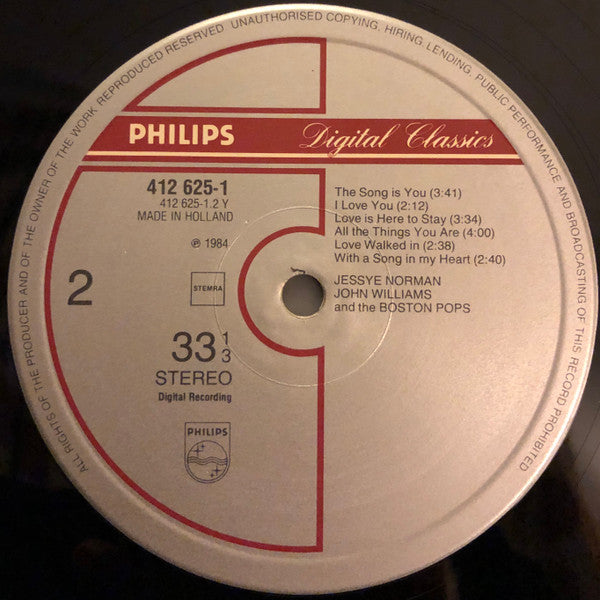 ALL RIGHTS OF THE PRODUCER AND OF THE OWNER OF THE WORK REPRODUCED RESERVED UNAUTHORISED COPYING, HIRING, LENDING, PUBLIC PERFORMANCE AND BROADCASTING OF THIS RECORD PROHIBITED
PHILIPS Digital Classics
412 625-1
412 625-1.2 Y
MADE IN HOLLAND
℗ 1984
2
STEMRA
33 1/3
STEREO
Digital Recording
PHILIPS
The Song is You (3:41)
I Love You (2:12)
Love is Here to Stay (3:34)
All the Things You Are (4:00)
Love Walked in (2:38)
With a Song in my Heart (2:40)
JESSYE NORMAN
JOHN WILLIAMS
and the BOSTON POPS